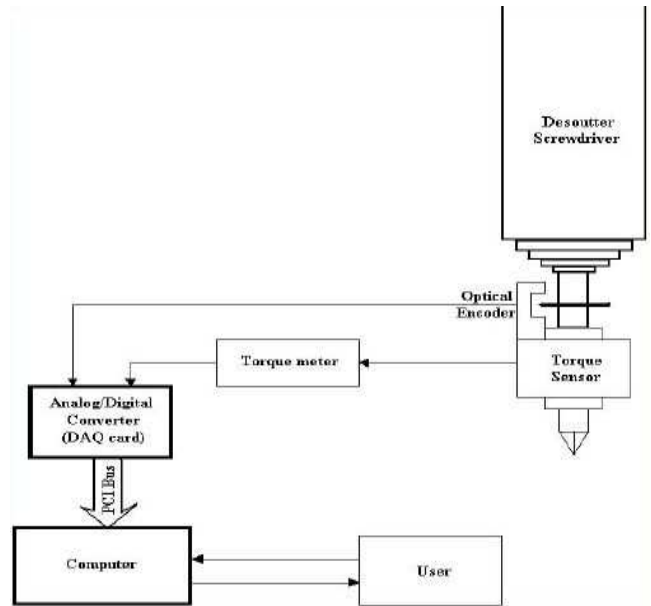 Desoutter
Screwdriver
Optical
Encoder
Torque meter
Torque
Sensor
Analog/Digital
Converter
(DAQ card)
PCI Bus
Computer
User